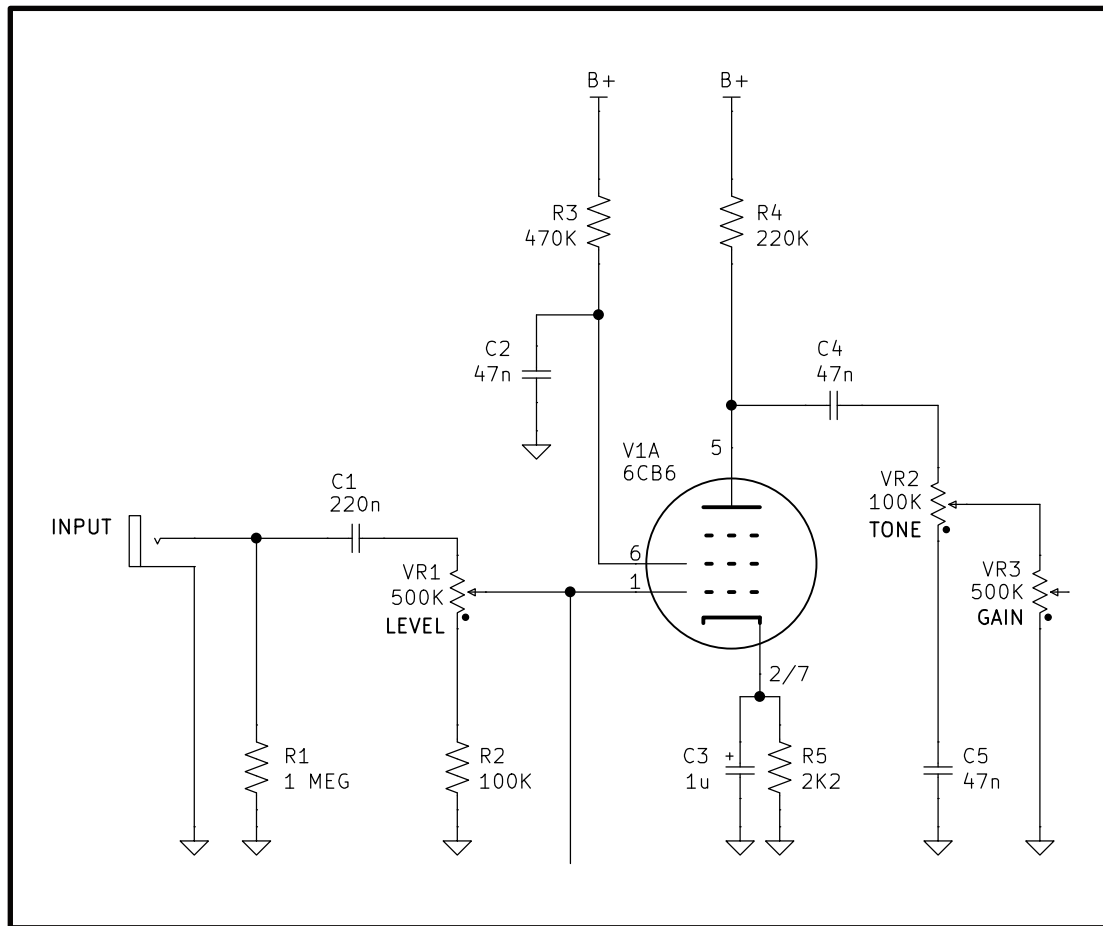 B+
B+
R3
470K
R4
220K
C2
47n
C4
47n
V1A
6CB6
5
C1
220n
VR2
100K
TONE
INPUT
6
1
VR1
500K
LEVEL
VR3
500K
GAIN
2/7
R1
1 MEG
R2
100K
C3
+
1u
R5
2K2
C5
47n